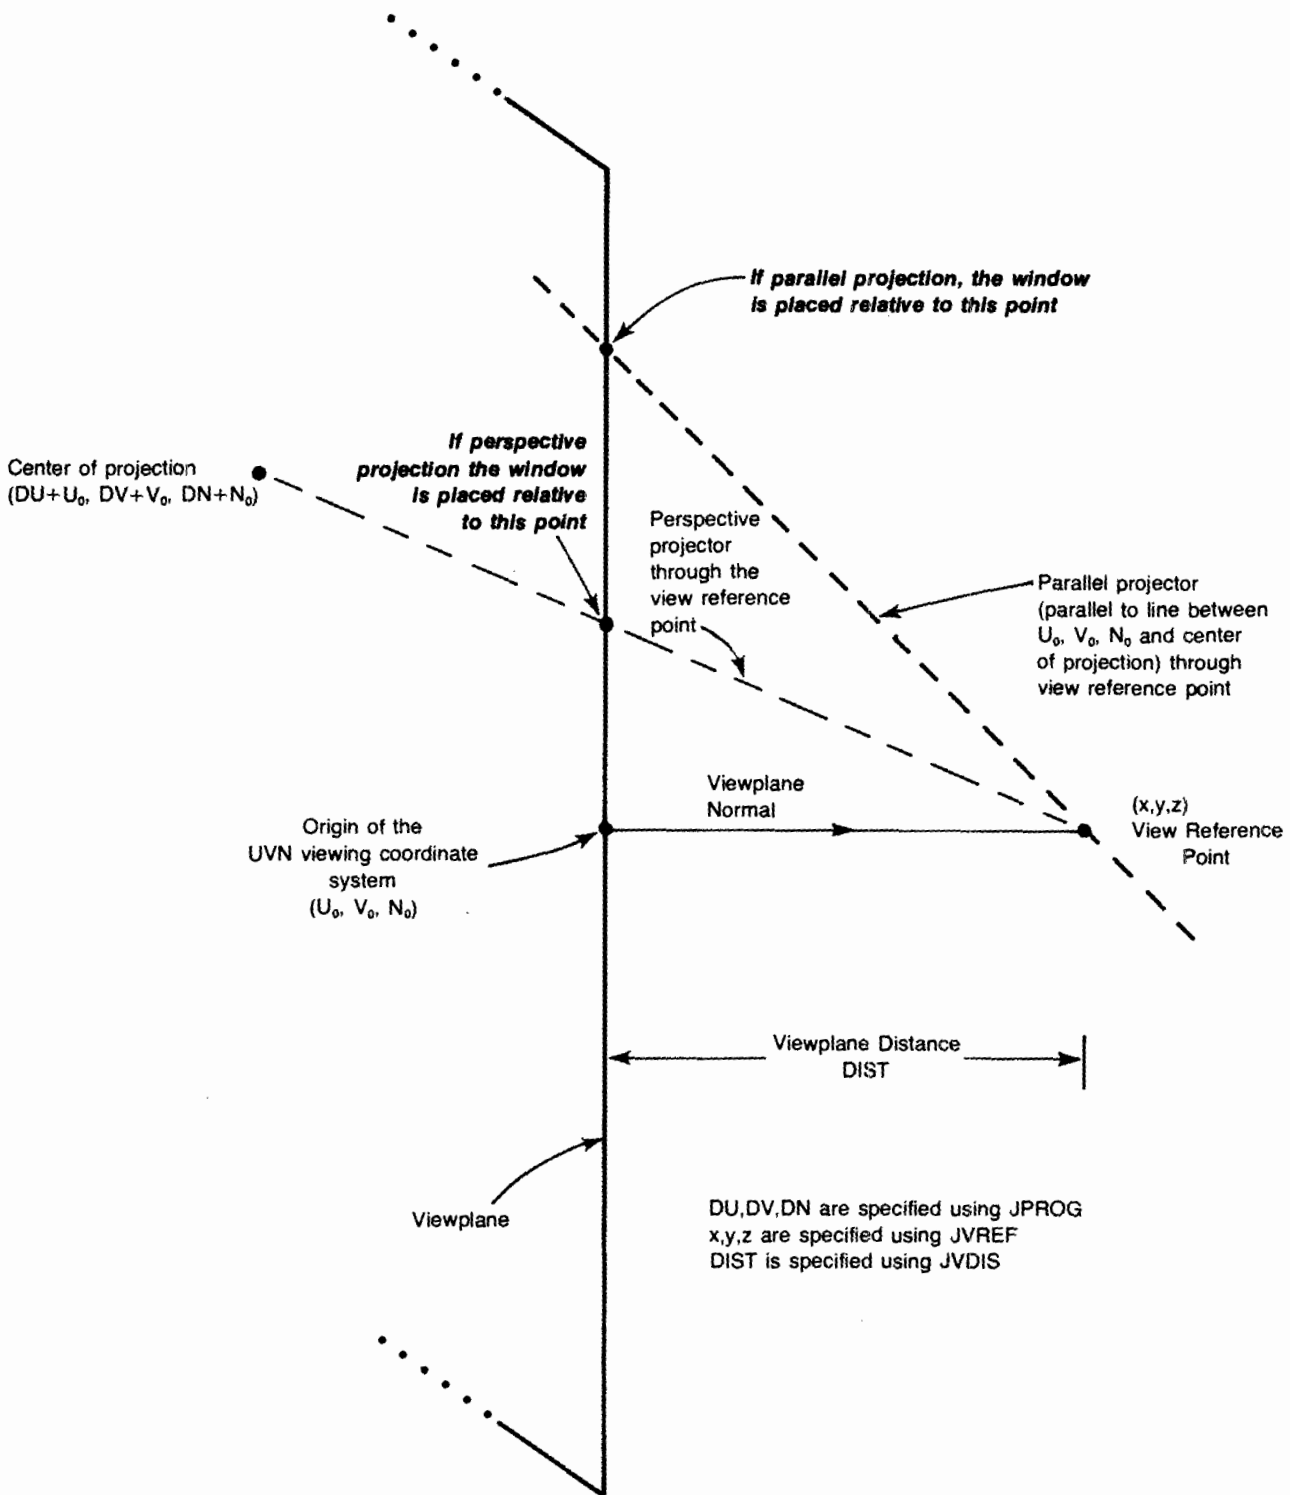 If parallel projection, the window
is placed relative to this point
If perspective
projection the window
is placed relative
to this point
Center of projection
(DU+U₀, DV+V₀, DN+N₀)
Perspective
projector
through the
view reference
point
Parallel projector
(parallel to line between
U₀, V₀, N₀ and center
of projection) through
view reference point
Viewplane
Normal
(x,y,z)
View Reference
Point
Origin of the
UVN viewing coordinate
system
(U₀, V₀, N₀)
Viewplane Distance
DIST
Viewplane
DU,DV,DN are specified using JPROG
x,y,z are specified using JVREF
DIST is specified using JVDIS